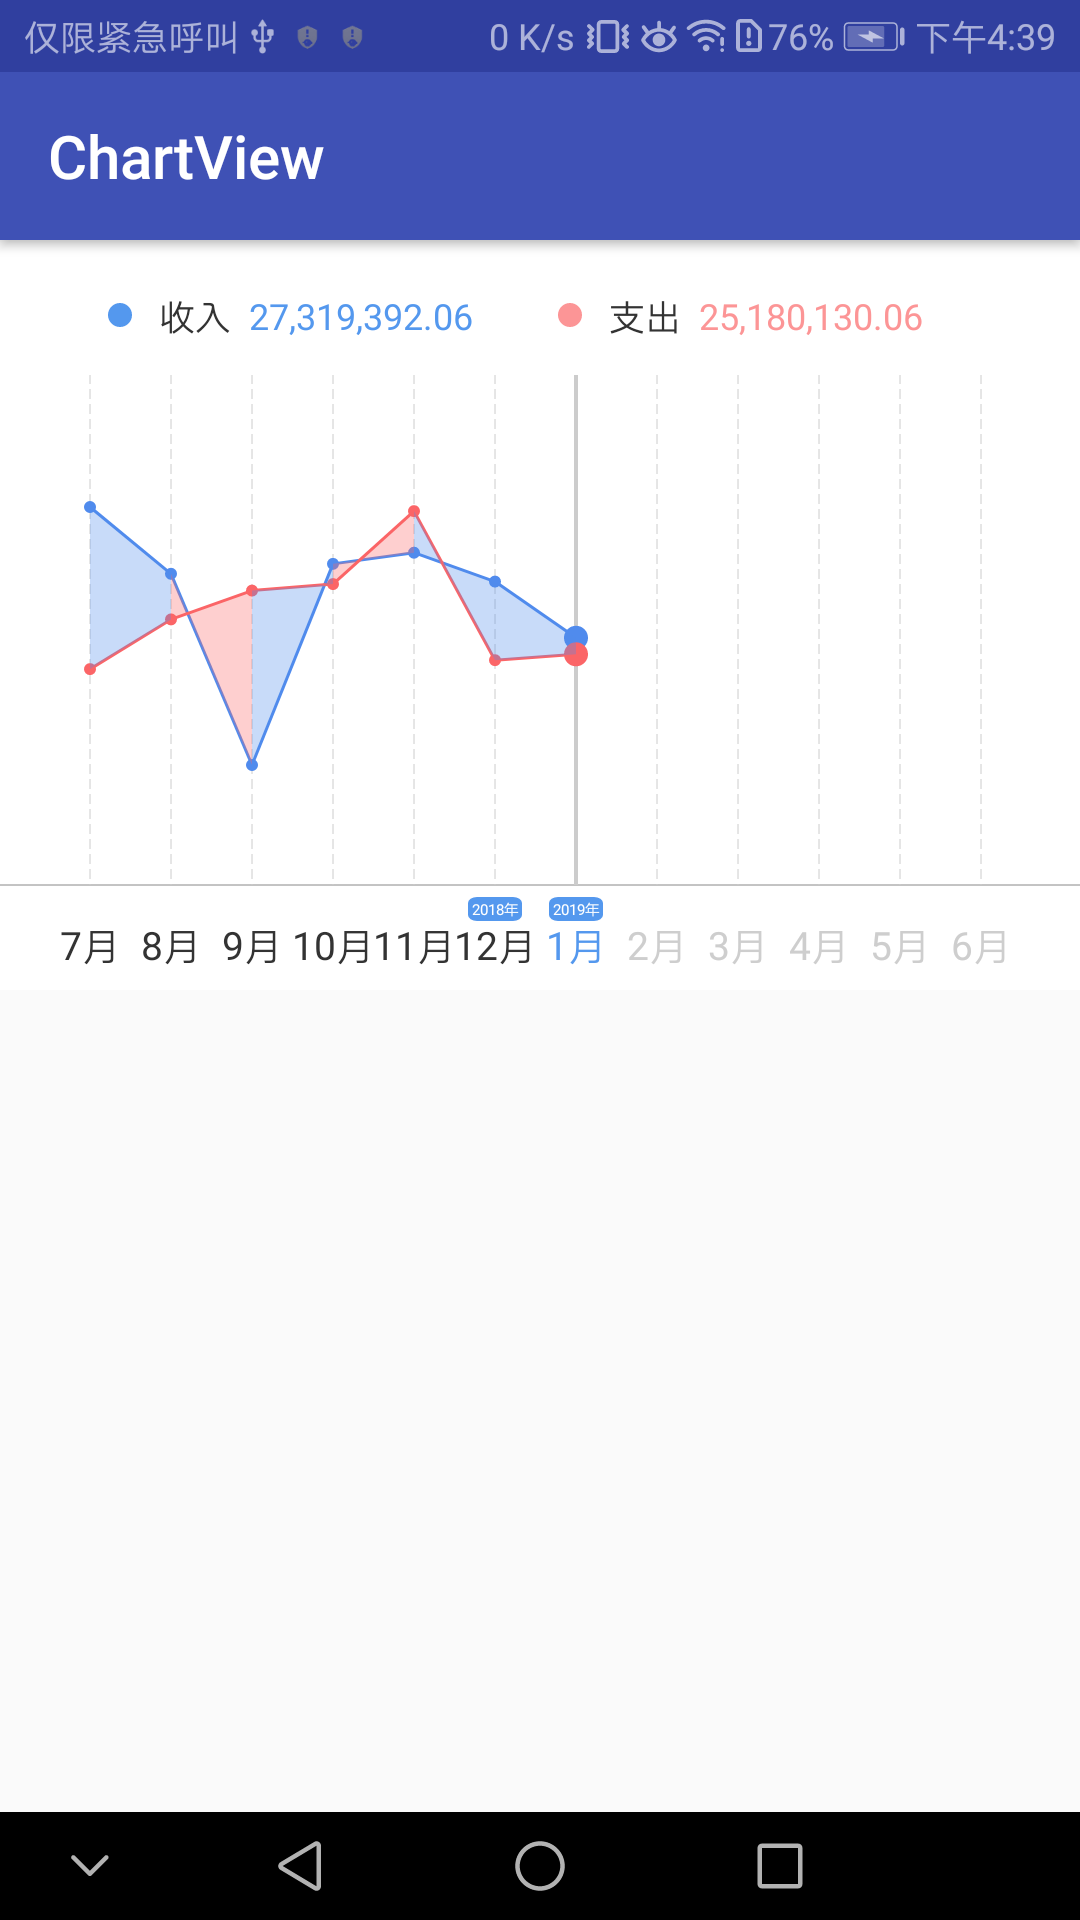 仅限紧急呼叫 0 K/s 76% 下午4:39
ChartView
收入 27,319,392.06 支出 25,180,130.06
2018年 2019年
7月 8月 9月 10月 11月 12月 1月 2月 3月 4月 5月 6月